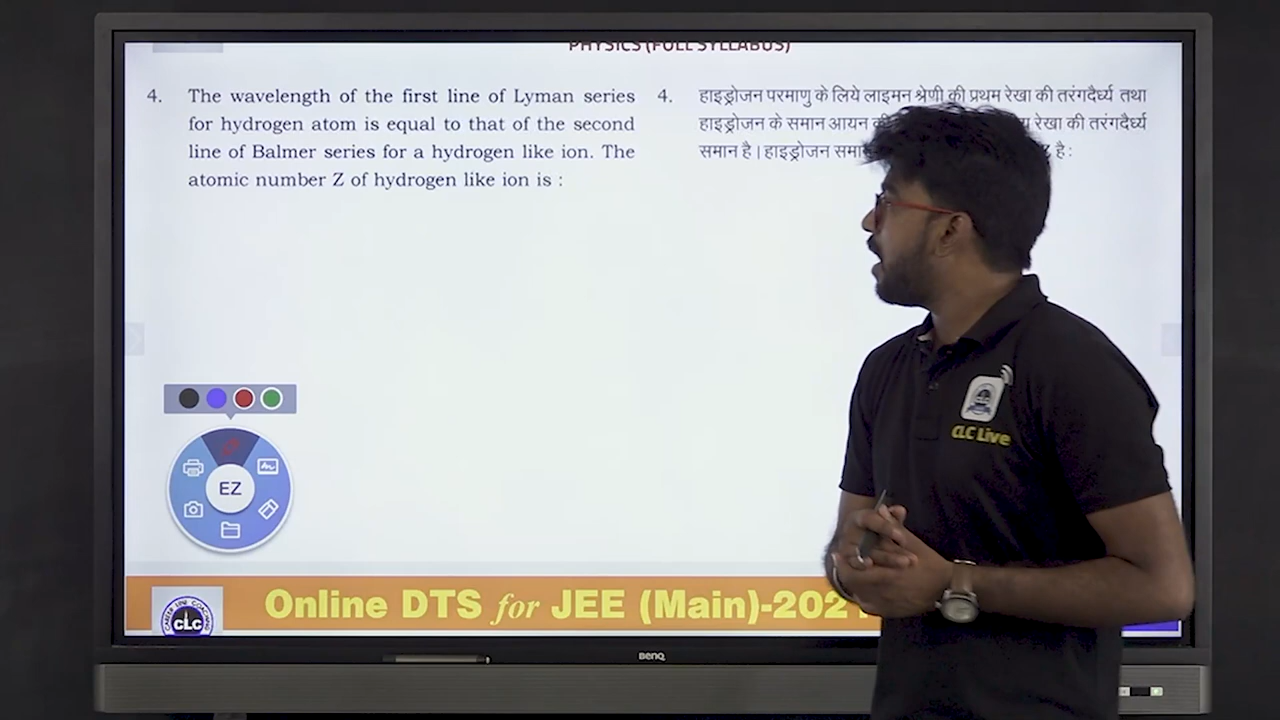 PHYSICS (FULL SYLLABUS)
4. The wavelength of the first line of Lyman series
for hydrogen atom is equal to that of the second
line of Balmer series for a hydrogen like ion. The
atomic number Z of hydrogen like ion is :
4. हाइड्रोजन परमाणु के लिये लाइमन श्रेणी की प्रथम रेखा की तरंगदैर्घ्य तथा
हाइड्रोजन के समान आयन रेखा की तरंगदैर्घ्य
समान है। हाइड्रोजन है :
EZ
CLC Live
Online DTS for JEE (Main)-202
CLC
BenQ